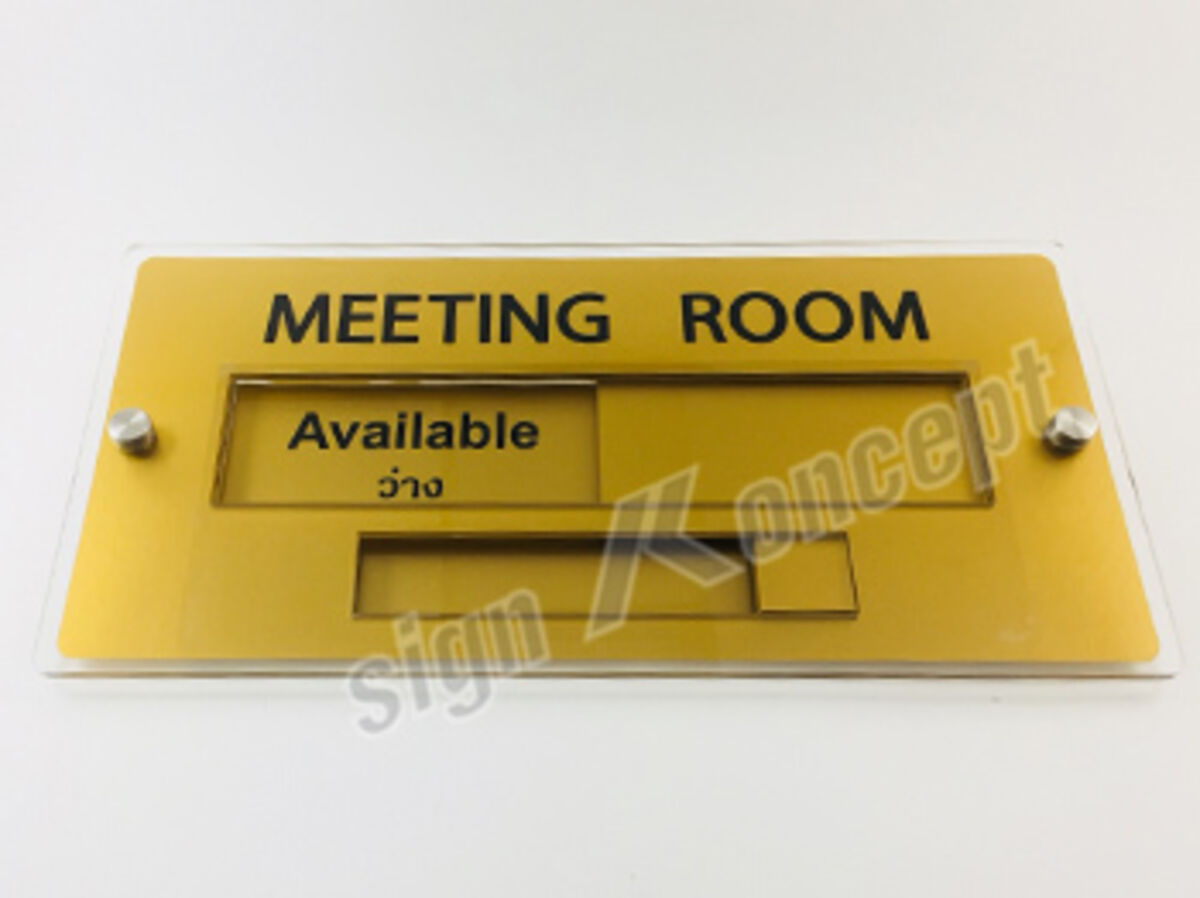 MEETING ROOM
Available
ว่าง
sign Koncept